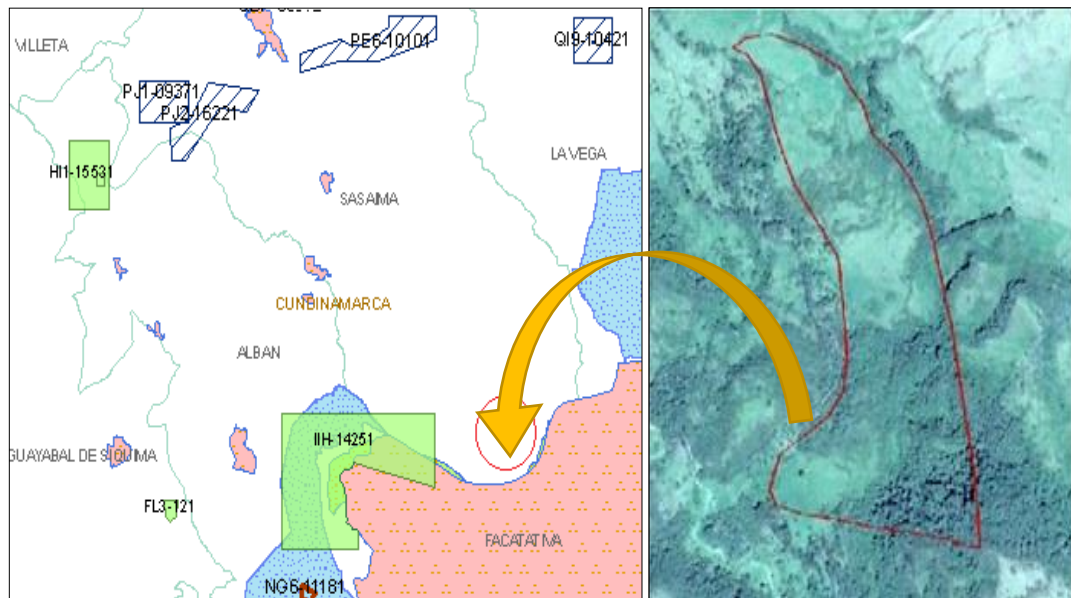 VILLETA
PE6-10101
QI9-10421
PJ1-09371
PJ2-16221
LA VEGA
HI1-15531
SASAIMA
CUNDINAMARCA
ALBAN
IIH-14251
GUAYABAL DE SIQUIMA
FL3-121
FACATATIVA
NG6-11181